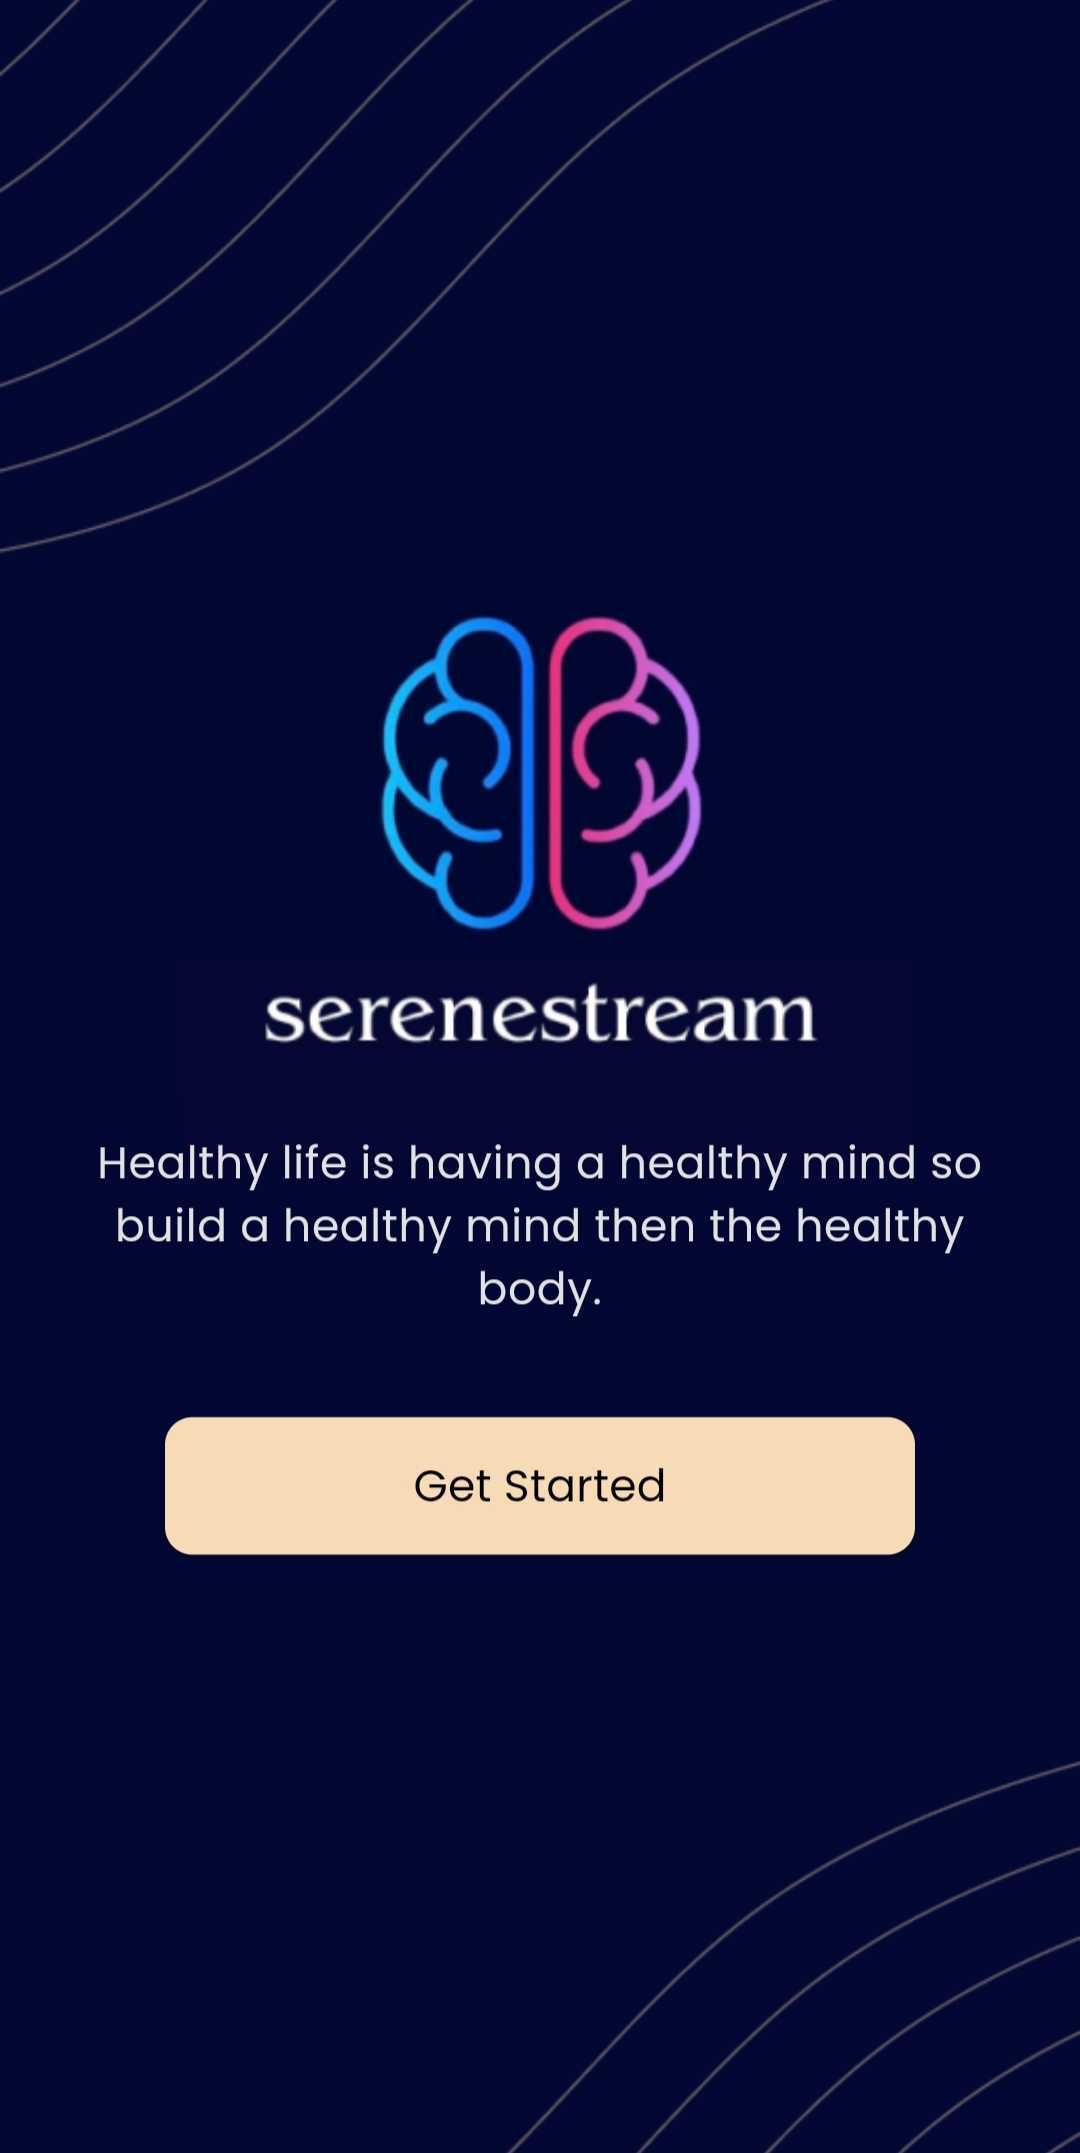 serenestream
Healthy life is having a healthy mind so
build a healthy mind then the healthy
body.
Get Started